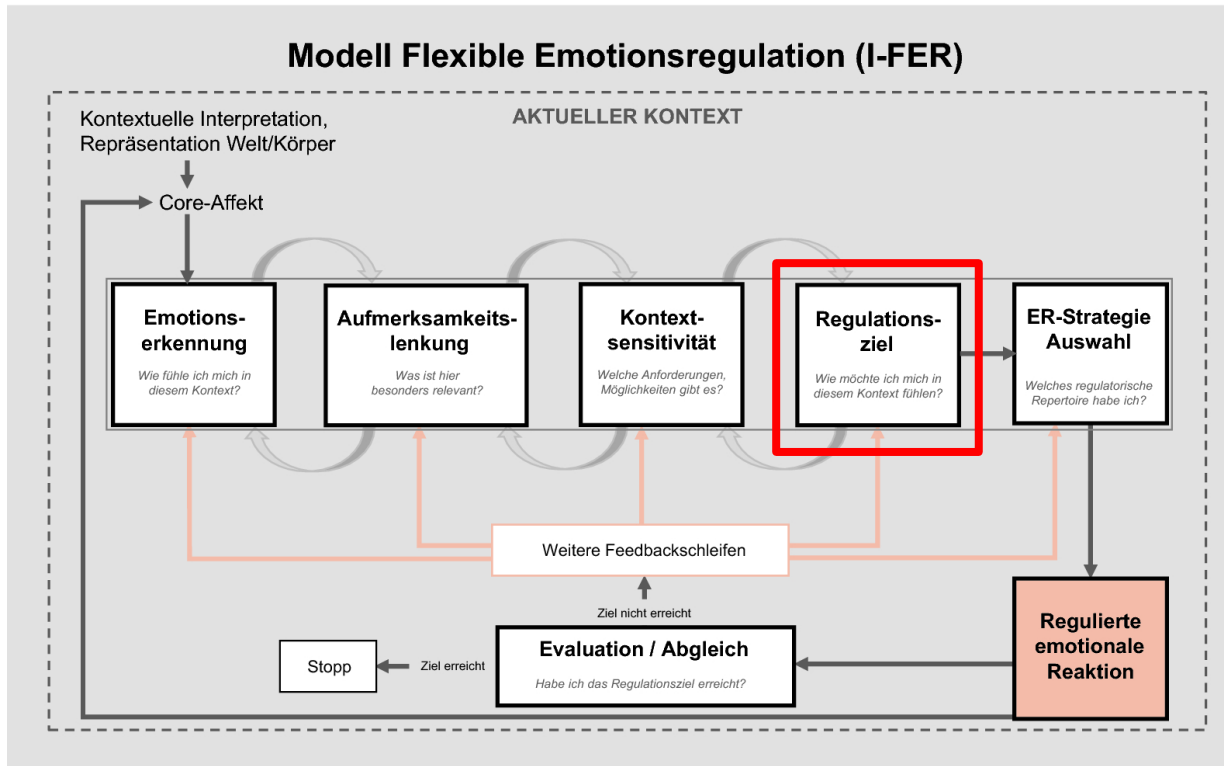 Modell Flexible Emotionsregulation (I-FER)
AKTUELLER KONTEXT
Kontextuelle Interpretation,
Repräsentation Welt/Körper
Core-Affekt
Emotions-
erkennung
Wie fühle ich mich in
diesem Kontext?
Aufmerksamkeits-
lenkung
Was ist hier
besonders relevant?
Kontext-
sensitivität
Welche Anforderungen,
Möglichkeiten gibt es?
Regulations-
ziel
Wie möchte ich mich in
diesem Kontext fühlen?
ER-Strategie
Auswahl
Welches regulatorische
Repertoire habe ich?
Weitere Feedbackschleifen
Ziel nicht erreicht
Evaluation / Abgleich
Habe ich das Regulationsziel erreicht?
Ziel erreicht
Stopp
Regulierte
emotionale
Reaktion